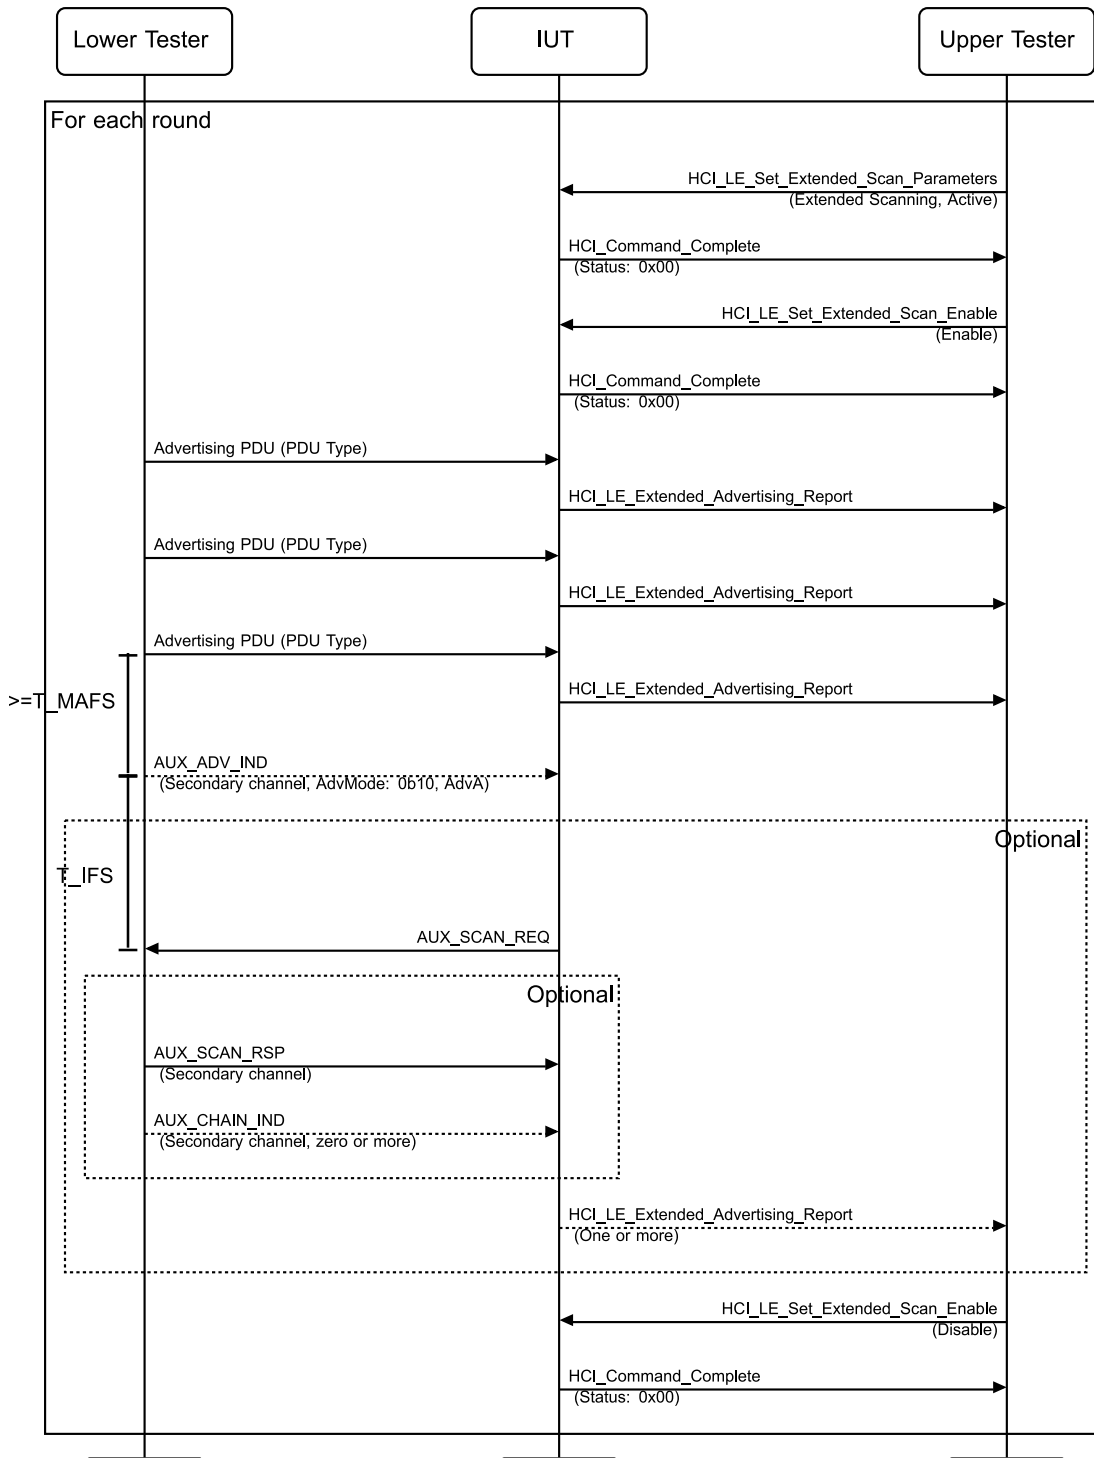 Lower Tester
IUT
Upper Tester
For each round
HCI_LE_Set_Extended_Scan_Parameters
(Extended Scanning, Active)
HCI_Command_Complete
(Status: 0x00)
HCI_LE_Set_Extended_Scan_Enable
(Enable)
HCI_Command_Complete
(Status: 0x00)
Advertising PDU (PDU Type)
HCI_LE_Extended_Advertising_Report
Advertising PDU (PDU Type)
HCI_LE_Extended_Advertising_Report
Advertising PDU (PDU Type)
HCI_LE_Extended_Advertising_Report
>=T_MAFS
AUX_ADV_IND
(Secondary channel, AdvMode: 0b10, AdvA)
Optional
T_IFS
AUX_SCAN_REQ
Optional
AUX_SCAN_RSP
(Secondary channel)
AUX_CHAIN_IND
(Secondary channel, zero or more)
HCI_LE_Extended_Advertising_Report
(One or more)
HCI_LE_Set_Extended_Scan_Enable
(Disable)
HCI_Command_Complete
(Status: 0x00)